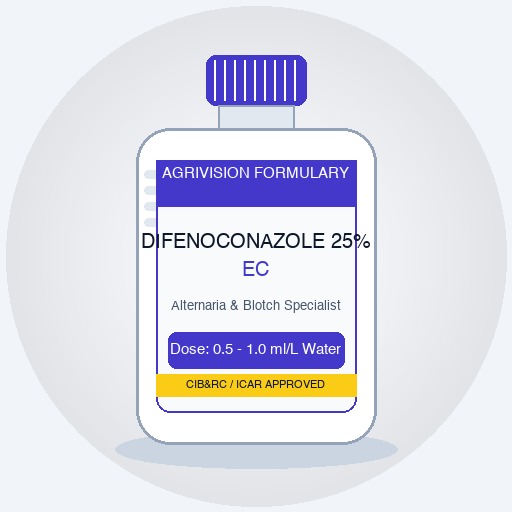 AGRIVISION FORMULARY
DIFENOCONAZOLE 25%
EC
Alternaria & Blotch Specialist
Dose: 0.5 - 1.0 ml/L Water
CIB&RC / ICAR APPROVED